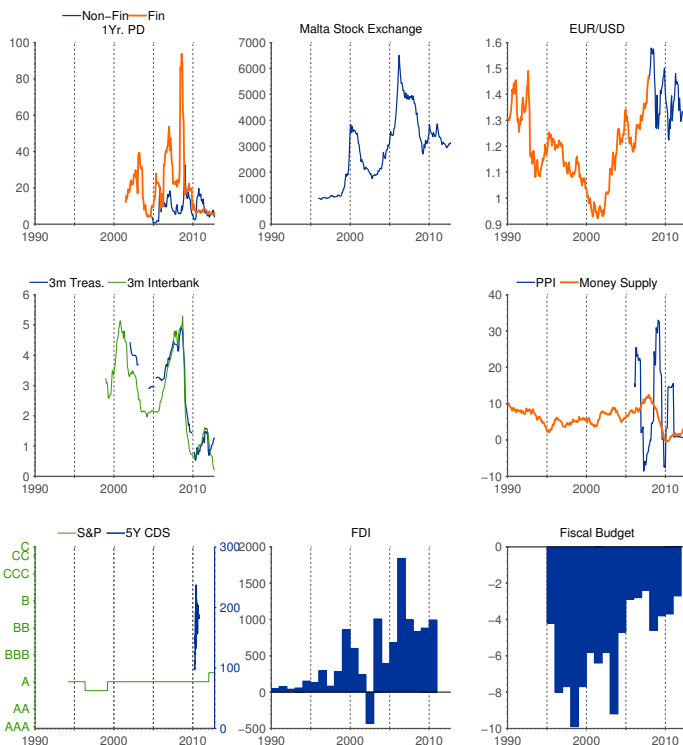 Non-Fin Fin
1Yr. PD
100
80
60
40
20
0
1990 2000 2010
Malta Stock Exchange
7000
6000
5000
4000
3000
2000
1000
0
1990 2000 2010
EUR/USD
1.6
1.5
1.4
1.3
1.2
1.1
1
0.9
1990 2000 2010
3m Treas. 3m Interbank
6
5
4
3
2
1
0
1990 2000 2010
PPI Money Supply
40
30
20
10
0
−10
1990 2000 2010
S&P 5Y CDS
C
CC
CCC
B
BB
BBB
A
AA
AAA
300
200
100
0
1990 2000 2010
FDI
2000
1500
1000
500
0
−500
1990 2000 2010
Fiscal Budget
0
−2
−4
−6
−8
−10
1990 2000 2010